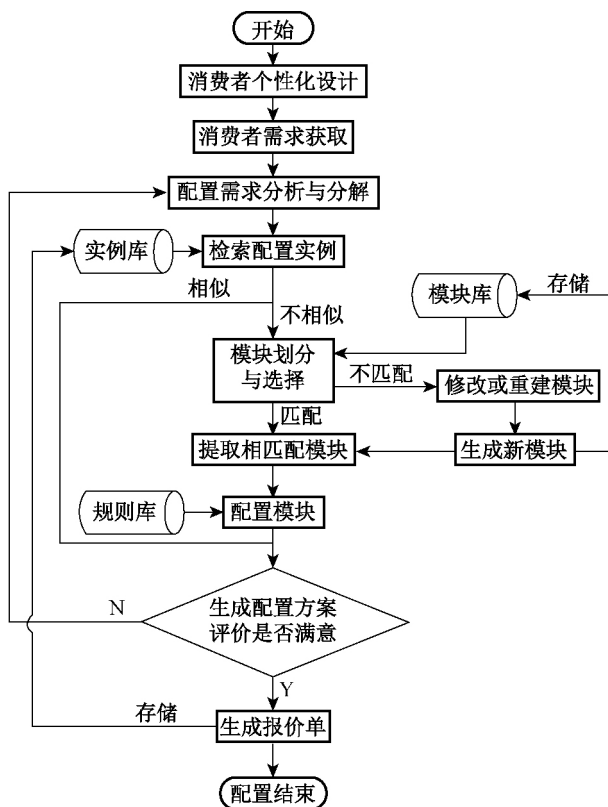 开始
消费者个性化设计
消费者需求获取
配置需求分析与分解
实例库
检索配置实例
相似
不相似
模块库
存储
模块划分
与选择
不匹配
修改或重建模块
匹配
提取相匹配模块
生成新模块
规则库
配置模块
N
生成配置方案
评价是否满意
Y
存储
生成报价单
配置结束